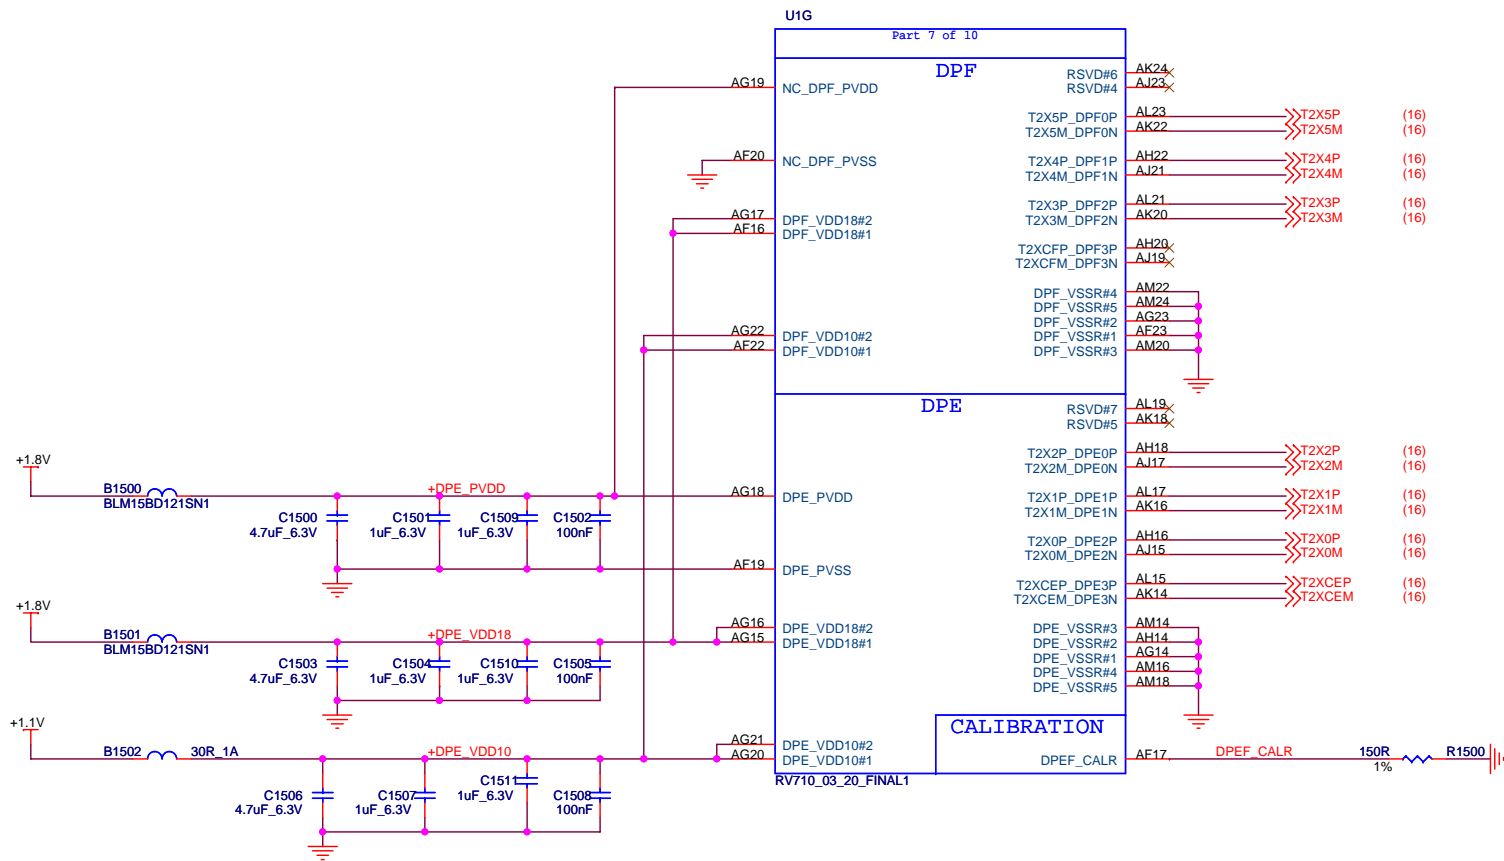 U1G
Part 7 of 10
DPF
AG19 NC_DPF_PVDD
AF20 NC_DPF_PVSS
AG17 DPF_VDD18#2
AF16 DPF_VDD18#1
AG22 DPF_VDD10#2
AF22 DPF_VDD10#1
RSVD#6 AK24
RSVD#4 AJ23
T2X5P_DPF0P AL23 T2X5P (16)
T2X5M_DPF0N AK22 T2X5M (16)
T2X4P_DPF1P AH22 T2X4P (16)
T2X4M_DPF1N AJ21 T2X4M (16)
T2X3P_DPF2P AL21 T2X3P (16)
T2X3M_DPF2N AK20 T2X3M (16)
T2XCFP_DPF3P AH20
T2XCFM_DPF3N AJ19
DPF_VSSR#4 AM22
DPF_VSSR#5 AM24
DPF_VSSR#2 AG23
DPF_VSSR#1 AF23
DPF_VSSR#3 AM20
DPE
RSVD#7 AL19
RSVD#5 AK18
T2X2P_DPE0P AH18 T2X2P (16)
T2X2M_DPE0N AJ17 T2X2M (16)
T2X1P_DPE1P AL17 T2X1P (16)
T2X1M_DPE1N AK16 T2X1M (16)
T2X0P_DPE2P AH16 T2X0P (16)
T2X0M_DPE2N AJ15 T2X0M (16)
T2XCEP_DPE3P AL15 T2XCEP (16)
T2XCEM_DPE3N AK14 T2XCEM (16)
DPE_VSSR#3 AM14
DPE_VSSR#2 AH14
DPE_VSSR#1 AG14
DPE_VSSR#4 AM16
DPE_VSSR#5 AM18
+1.8V
B1500 +DPE_PVDD AG18 DPE_PVDD
BLM15BD121SN1
C1500 C1501 C1509 C1502
4.7uF_6.3V 1uF_6.3V 1uF_6.3V 100nF
AF19 DPE_PVSS
+1.8V
AG16 DPE_VDD18#2
B1501 +DPE_VDD18 AG15 DPE_VDD18#1
BLM15BD121SN1
C1503 C1504 C1510 C1505
4.7uF_6.3V 1uF_6.3V 1uF_6.3V 100nF
+1.1V
AG21 DPE_VDD10#2
B1502 30R_1A +DPE_VDD10 AG20 DPE_VDD10#1
C1506 C1507 C1511 C1508
4.7uF_6.3V 1uF_6.3V 1uF_6.3V 100nF
CALIBRATION
DPEF_CALR AF17 DPEF_CALR 150R R1500
1%
RV710_03_20_FINAL1